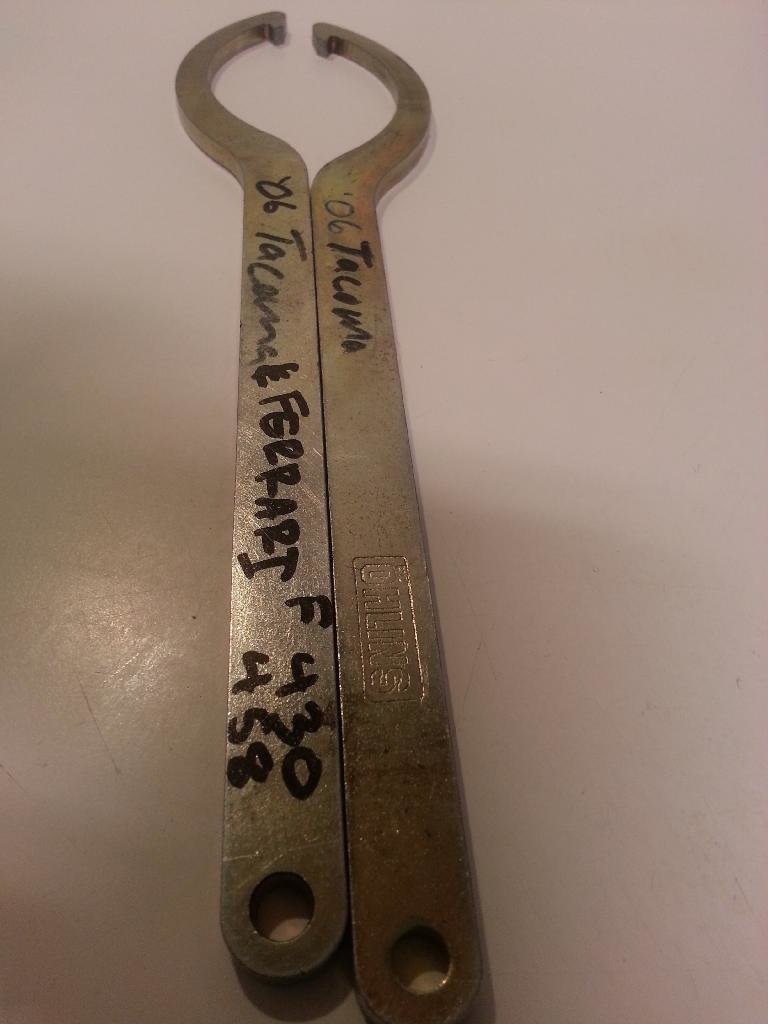 '06 Tacoma & FERRARI F 430
458
'06 Tacoma
ÖHLINS